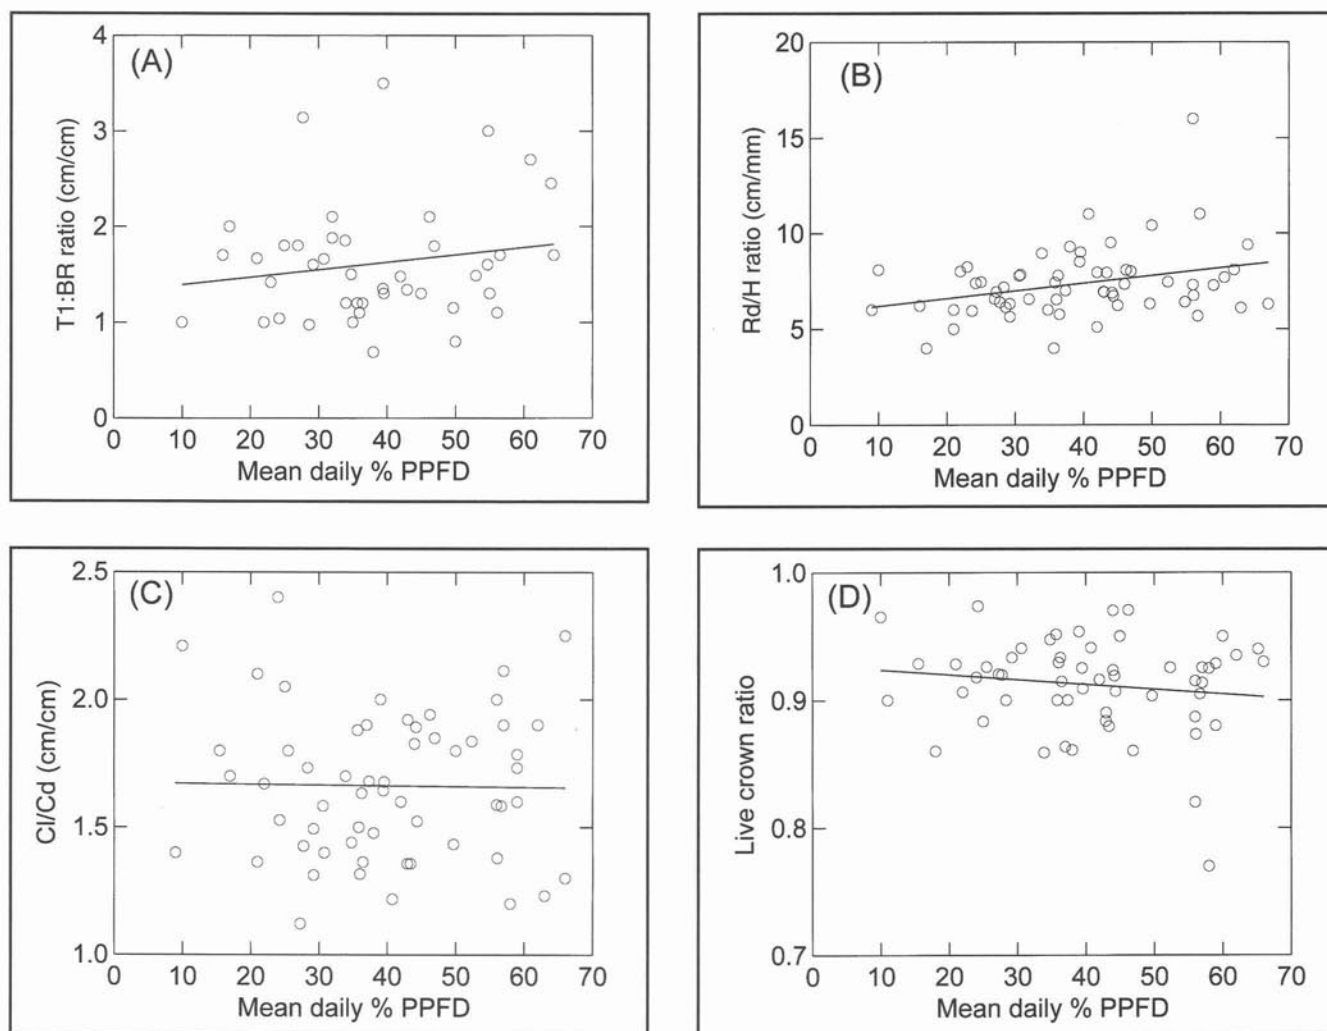 (A)
T1:BR ratio (cm/cm)
4
3
2
1
0
0 10 20 30 40 50 60 70
Mean daily % PPFD
(B)
Rd/H ratio (cm/mm)
20
15
10
5
0
0 10 20 30 40 50 60 70
Mean daily % PPFD
(C)
Cl/Cd (cm/cm)
2.5
2.0
1.5
1.0
0 10 20 30 40 50 60 70
Mean daily % PPFD
(D)
Live crown ratio
1.0
0.9
0.8
0.7
0 10 20 30 40 50 60 70
Mean daily % PPFD